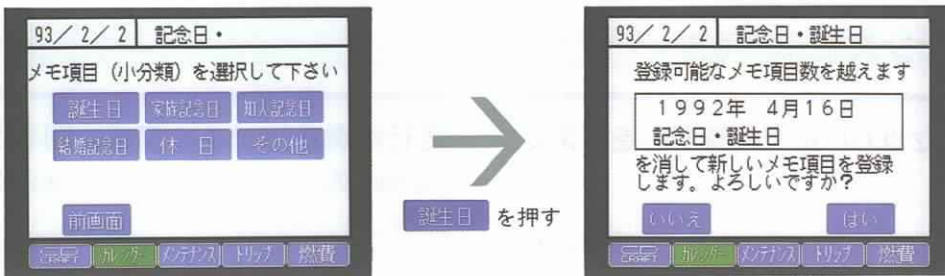 93/ 2/ 2 記念日・
メモ項目（小分類）を選択して下さい
誕生日 家族記念日 知人記念日
結婚記念日 休 日 その他
前画面
カレンダー メンテナンス トリップ 燃費
誕生日 を押す
93/ 2/ 2 記念日・誕生日
登録可能なメモ項目数を越えます
1992年 4月16日
記念日・誕生日
を消して新しいメモ項目を登録
します。よろしいですか?
いいえ はい
カレンダー メンテナンス トリップ 燃費